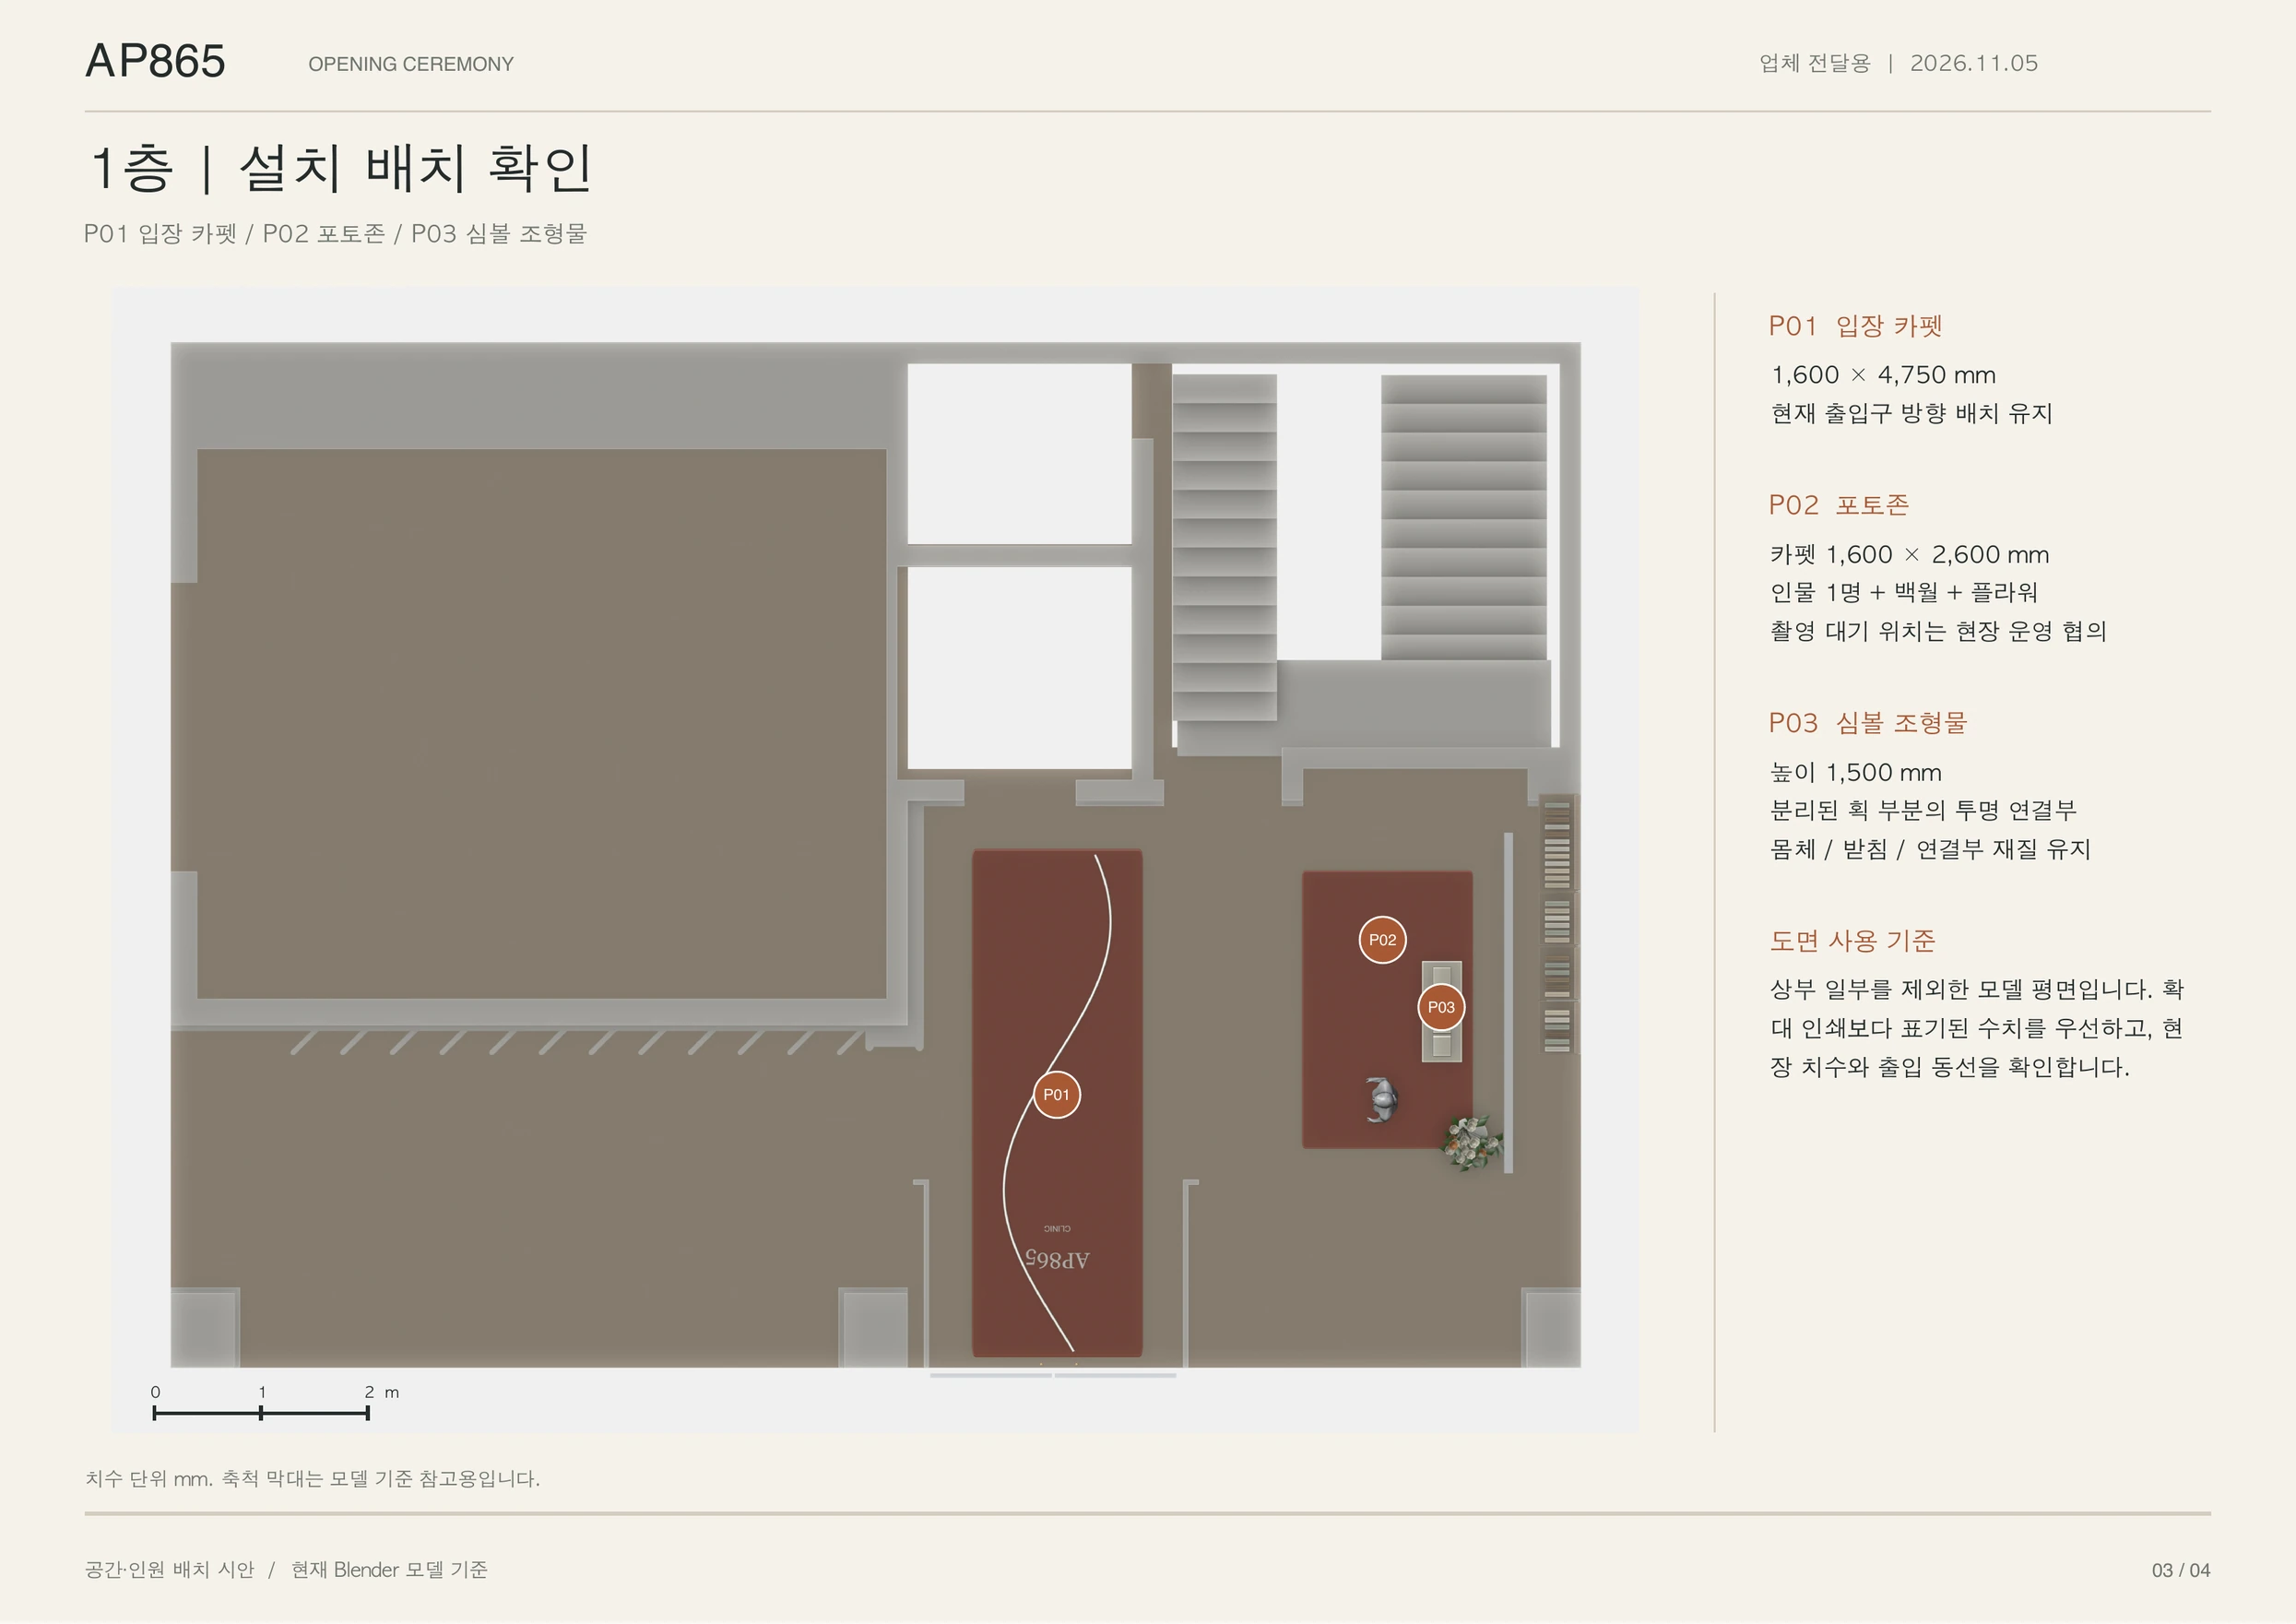 AP865
OPENING CEREMONY
업체 전달용 | 2026.11.05
1층 | 설치 배치 확인
P01 입장 카펫 / P02 포토존 / P03 심볼 조형물
P01 입장 카펫
1,600 × 4,750 mm
현재 출입구 방향 배치 유지
P02 포토존
카펫 1,600 × 2,600 mm
인물 1명 + 백월 + 플라워
촬영 대기 위치는 현장 운영 협의
P03 심볼 조형물
높이 1,500 mm
분리된 획 부분의 투명 연결부
몸체 / 받침 / 연결부 재질 유지
도면 사용 기준
상부 일부를 제외한 모델 평면입니다. 확
대 인쇄보다 표기된 수치를 우선하고, 현
장 치수와 출입 동선을 확인합니다.
P02
P03
P01
CLINIC
AP865
0 1 2 m
치수 단위 mm. 축척 막대는 모델 기준 참고용입니다.
공간·인원 배치 시안 / 현재 Blender 모델 기준
03 / 04